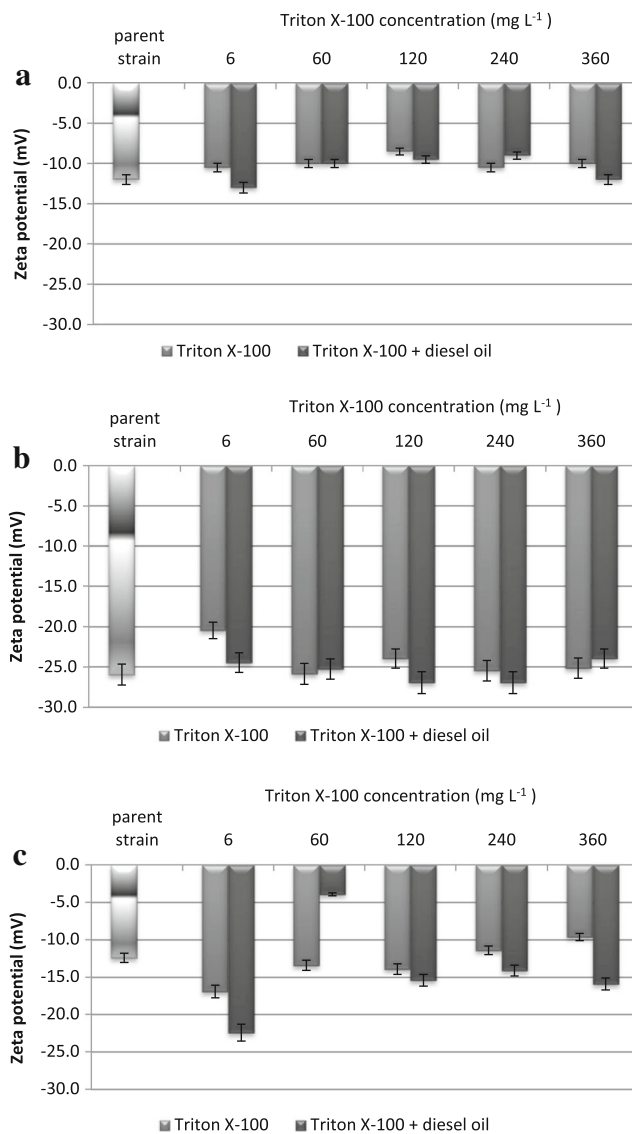 Triton X-100 concentration (mg L-1 )
parent
strain
6 60 120 240 360
a
0.0
-5.0
-10.0
-15.0
-20.0
-25.0
-30.0
Zeta potential (mV)
Triton X-100 Triton X-100 + diesel oil
Triton X-100 concentration (mg L-1 )
parent
strain
6 60 120 240 360
b
0.0
-5.0
-10.0
-15.0
-20.0
-25.0
-30.0
Zeta potential (mV)
Triton X-100 Triton X-100 + diesel oil
Triton X-100 concentration (mg L-1 )
parent
strain
6 60 120 240 360
c
0.0
-5.0
-10.0
-15.0
-20.0
-25.0
-30.0
Zeta potential (mV)
Triton X-100 Triton X-100 + diesel oil